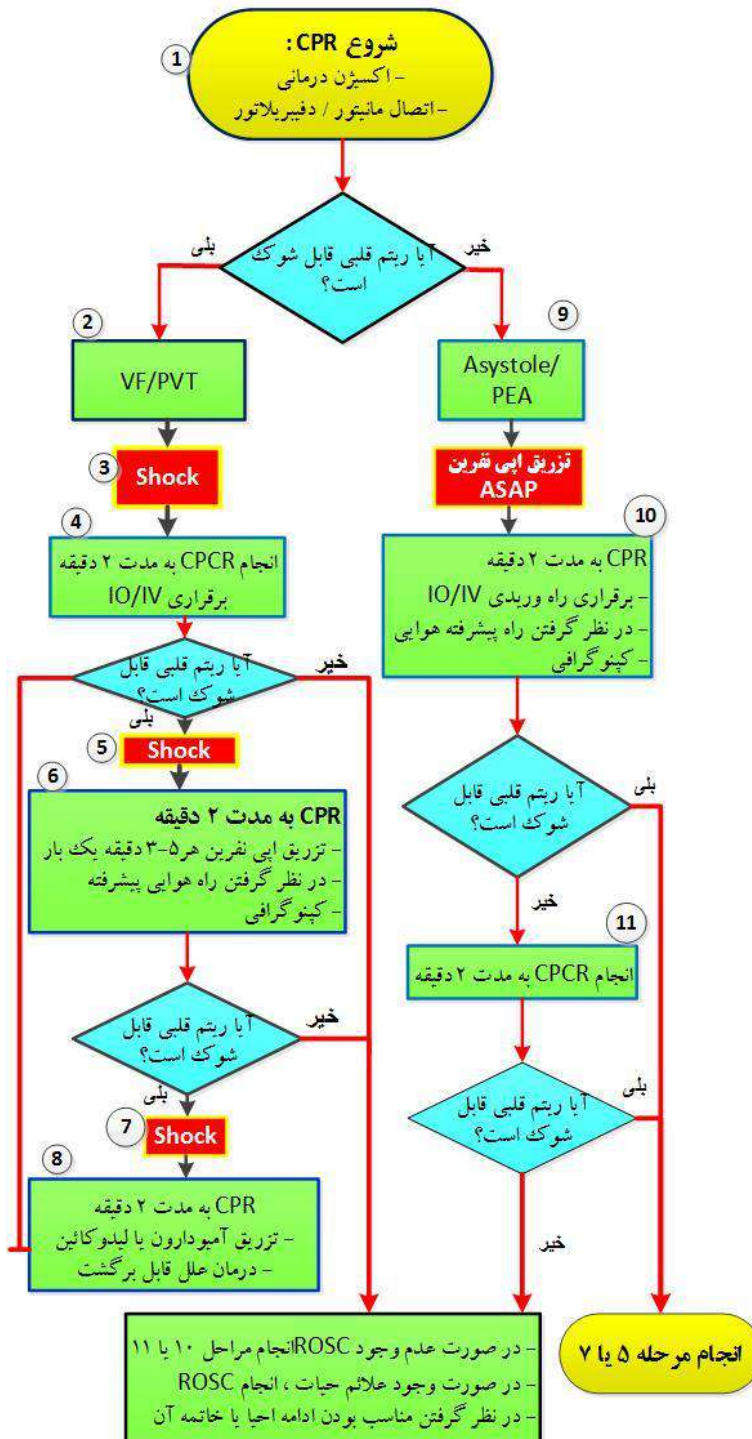 1
شروع CPR :
- اکسیژن درمانی
- اتصال مانیتور / دفیبریلاتور
آیا ریتم قلبی قابل شوک
است؟
بلی
خیر
2
VF/PVT
3
Shock
4
انجام CPCR به مدت ۲ دقیقه
برقراری IO/IV
آیا ریتم قلبی قابل
شوک است؟
خیر
بلی
5
Shock
6
CPR به مدت ۲ دقیقه
- تزریق اپی نفرین هر ۵-۳ دقیقه یک بار
- در نظر گرفتن راه هوایی پیشرفته
- کپنوگرافی
آیا ریتم قلبی قابل
شوک است؟
خیر
بلی
7
Shock
8
CPR به مدت ۲ دقیقه
- تزریق آمیودارون یا لیدوکائین
- درمان علل قابل برگشت
9
Asystole/
PEA
تزریق اپی نفرین
ASAP
10
CPR به مدت ۲ دقیقه
- برقراری راه وریدی IO/IV
- در نظر گرفتن راه پیشرفته هوایی
- کپنوگرافی
آیا ریتم قلبی قابل
شوک است؟
بلی
خیر
11
انجام CPCR به مدت ۲ دقیقه
آیا ریتم قلبی قابل
شوک است؟
بلی
خیر
- در صورت عدم وجود ROSC انجام مراحل ۱۰ یا ۱۱
- در صورت وجود علائم حیات ، انجام ROSC
- در نظر گرفتن مناسب بودن ادامه احیا یا خاتمه آن
انجام مرحله ۵ یا ۷